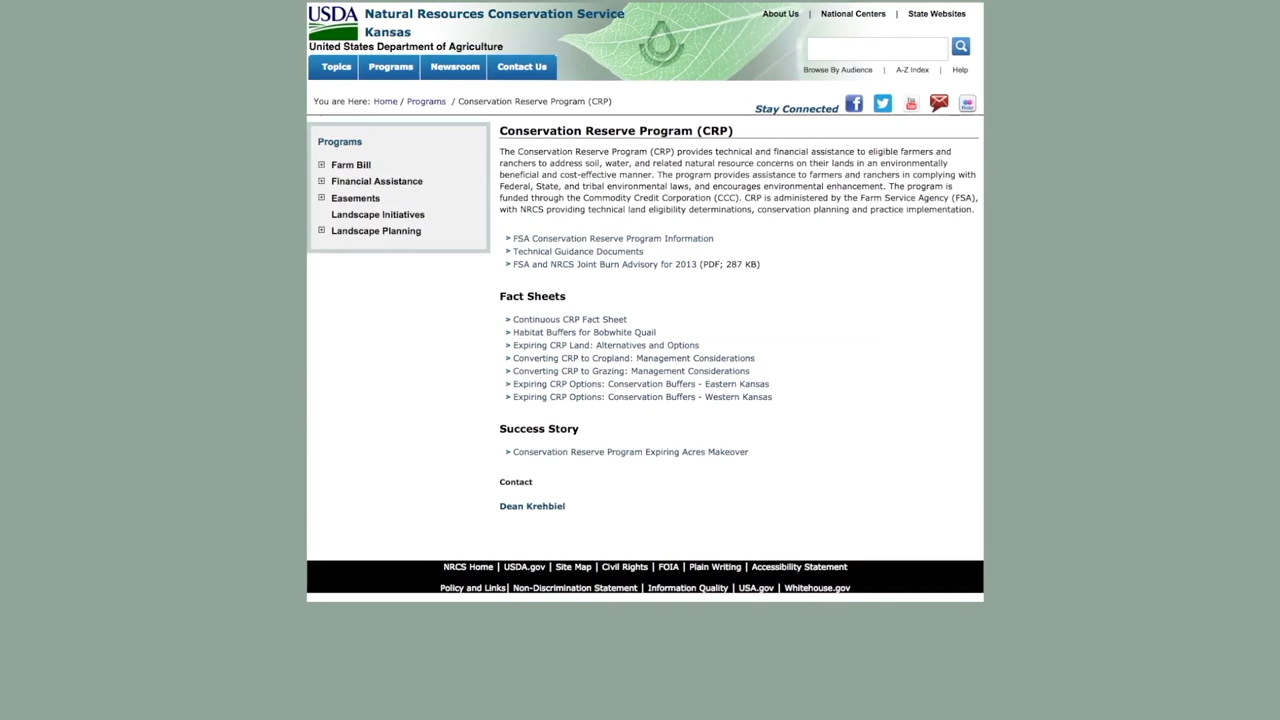 USDA
Natural Resources Conservation Service
Kansas
United States Department of Agriculture
About Us | National Centers | State Websites
Browse By Audience | A-Z Index | Help
Topics Programs Newsroom Contact Us
You are Here: Home / Programs / Conservation Reserve Program (CRP)
Stay Connected
Programs
Farm Bill
Financial Assistance
Easements
Landscape Initiatives
Landscape Planning
Conservation Reserve Program (CRP)
The Conservation Reserve Program (CRP) provides technical and financial assistance to eligible farmers and
ranchers to address soil, water, and related natural resource concerns on their lands in an environmentally
beneficial and cost-effective manner. The program provides assistance to farmers and ranchers in complying with
Federal, State, and tribal environmental laws, and encourages environmental enhancement. The program is
funded through the Commodity Credit Corporation (CCC). CRP is administered by the Farm Service Agency (FSA),
with NRCS providing technical land eligibility determinations, conservation planning and practice implementation.
> FSA Conservation Reserve Program Information
> Technical Guidance Documents
> FSA and NRCS Joint Burn Advisory for 2013 (PDF; 287 KB)
Fact Sheets
> Continuous CRP Fact Sheet
> Habitat Buffers for Bobwhite Quail
> Expiring CRP Land: Alternatives and Options
> Converting CRP to Cropland: Management Considerations
> Converting CRP to Grazing: Management Considerations
> Expiring CRP Options: Conservation Buffers - Eastern Kansas
> Expiring CRP Options: Conservation Buffers - Western Kansas
Success Story
> Conservation Reserve Program Expiring Acres Makeover
Contact
Dean Krehbiel
NRCS Home | USDA.gov | Site Map | Civil Rights | FOIA | Plain Writing | Accessibility Statement
Policy and Links| Non-Discrimination Statement | Information Quality | USA.gov | Whitehouse.gov